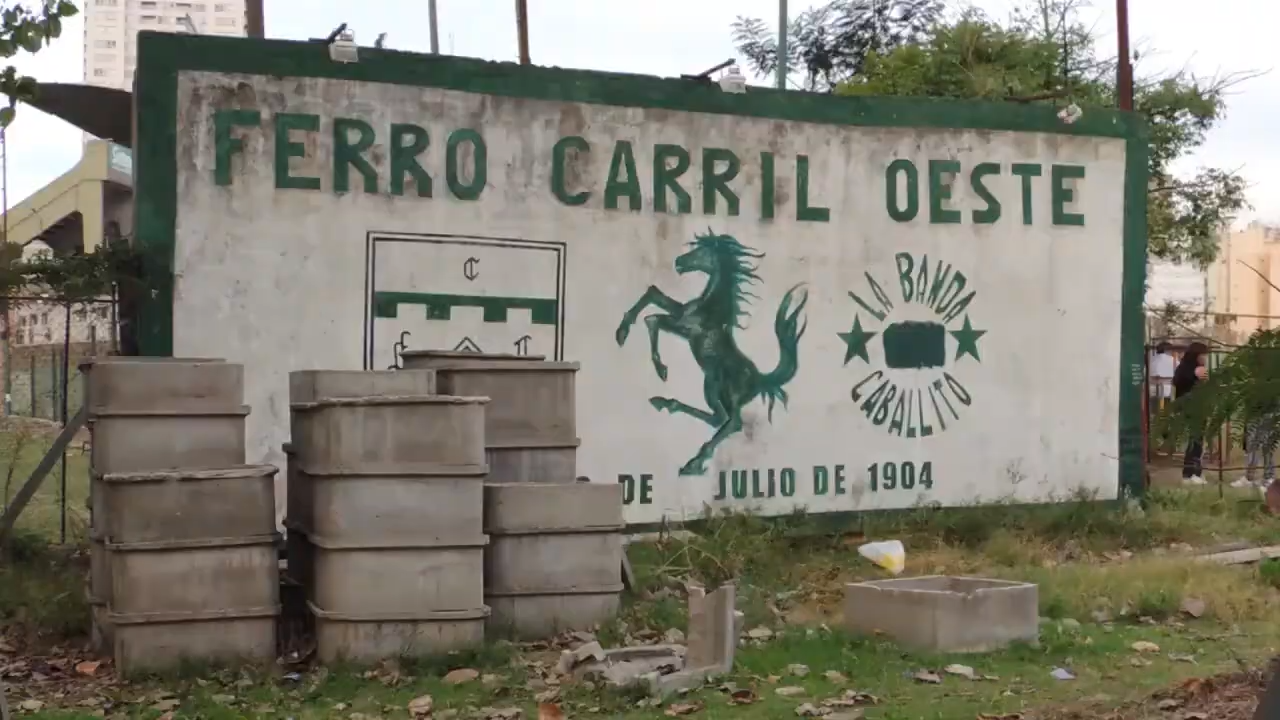 FERRO CARRIL OESTE
C
LA BANDA
CABALLITO
DE JULIO DE 1904